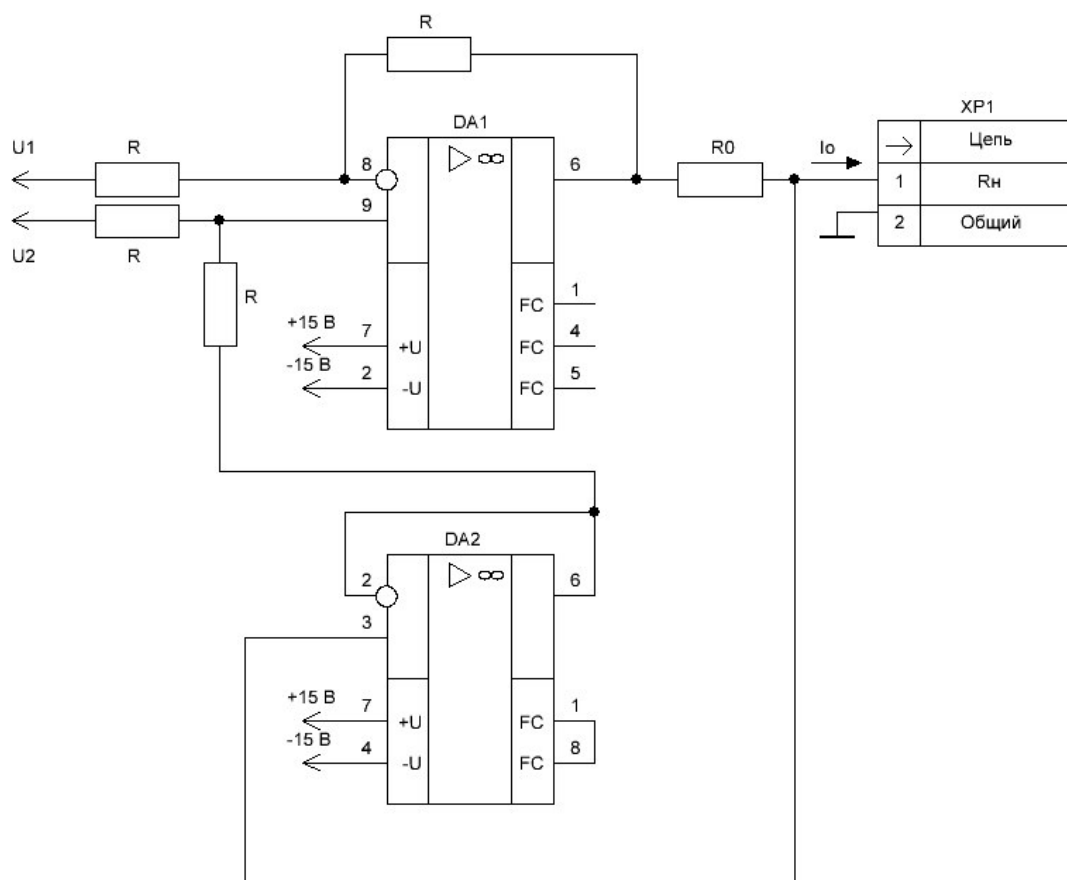 R
DA1
XP1
U1
R
8
▷ ∞
6
R0
Io
→
Цепь
9
1
Rн
U2
R
2
Общий
R
+15 В
7
+U
FC
1
-15 В
2
-U
FC
4
FC
5
DA2
2
▷ ∞
6
3
+15 В
7
+U
FC
1
-15 В
4
-U
FC
8